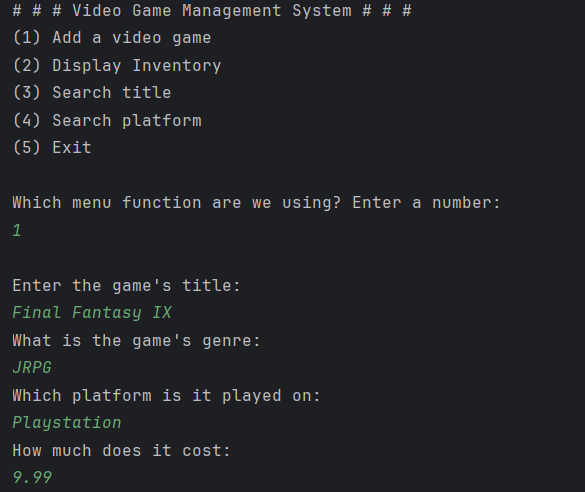 # # # Video Game Management System # # #
(1) Add a video game
(2) Display Inventory
(3) Search title
(4) Search platform
(5) Exit
Which menu function are we using? Enter a number:
1
Enter the game's title:
Final Fantasy IX
What is the game's genre:
JRPG
Which platform is it played on:
Playstation
How much does it cost:
9.99